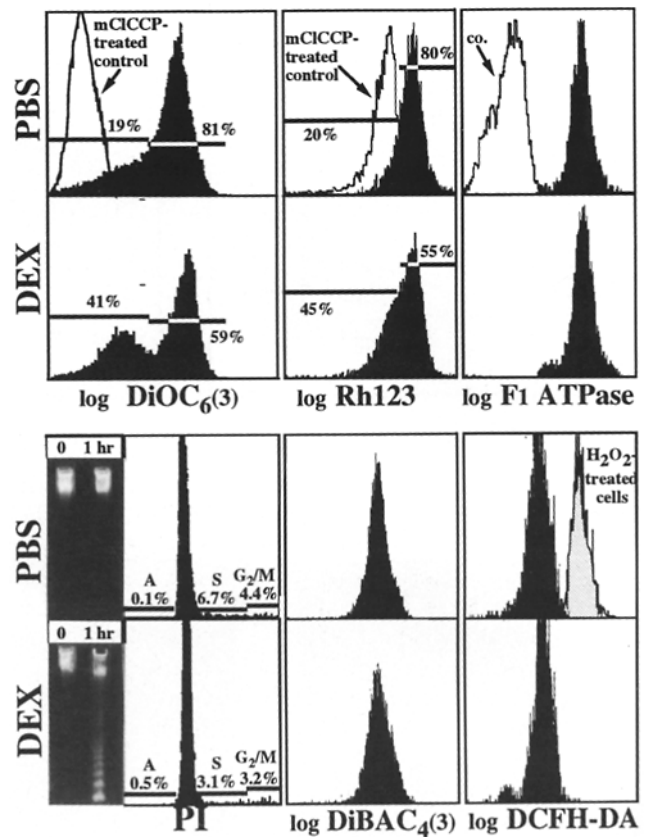 PBS
mClCCP-
treated
control
19%
81%
mClCCP-
treated
control
80%
20%
co.
DEX
41%
59%
55%
45%
log DiOC6(3)
log Rh123
log F1 ATPase
PBS
0 1 hr
A
0.1%
S
6.7%
G2/M
4.4%
H2O2-
treated
cells
DEX
0 1 hr
A
0.5%
S
3.1%
G2/M
3.2%
PI
log DiBAC4(3)
log DCFH-DA